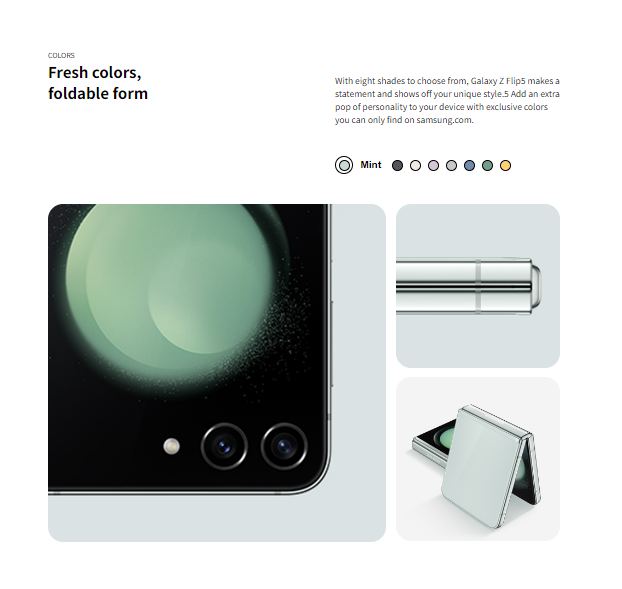 COLORS
Fresh colors,
foldable form
With eight shades to choose from, Galaxy Z Flip5 makes a
statement and shows off your unique style.5 Add an extra
pop of personality to your device with exclusive colors
you can only find on samsung.com.
Mint